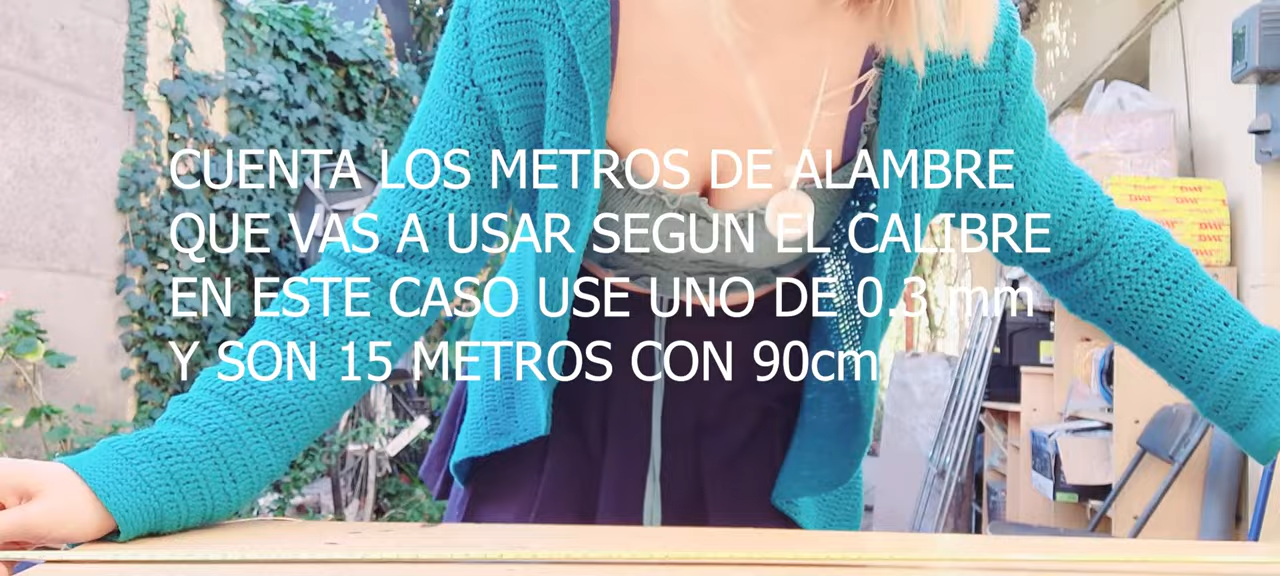 CUENTA LOS METROS DE ALAMBRE
QUE VAS A USAR SEGUN EL CALIBRE
EN ESTE CASO USE UNO DE 0.3 mm
Y SON 15 METROS CON 90cm